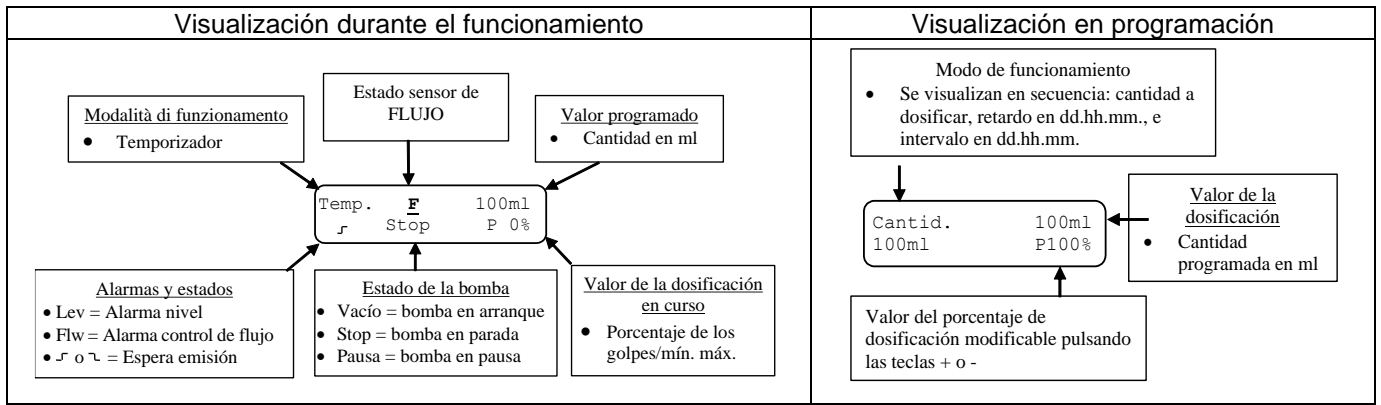 Visualización durante el funcionamiento
Modalità di funzionamento
• Temporizador
Estado sensor de
FLUJO
Valor programado
• Cantidad en ml
Temp. F 100ml
Stop P 0%
Alarmas y estados
• Lev = Alarma nivel
• Flw = Alarma control de flujo
• o = Espera emisión
Estado de la bomba
• Vacío = bomba en arranque
• Stop = bomba en parada
• Pausa = bomba en pausa
Valor de la dosificación
en curso
• Porcentaje de los
golpes/mín. máx.
Visualización en programación
Modo de funcionamiento
• Se visualizan en secuencia: cantidad a
dosificar, retardo en dd.hh.mm., e
intervalo en dd.hh.mm.
Cantid. 100ml
100ml P100%
Valor de la
dosificación
• Cantidad
programada en ml
Valor del porcentaje de
dosificación modificable pulsando
las teclas + o -